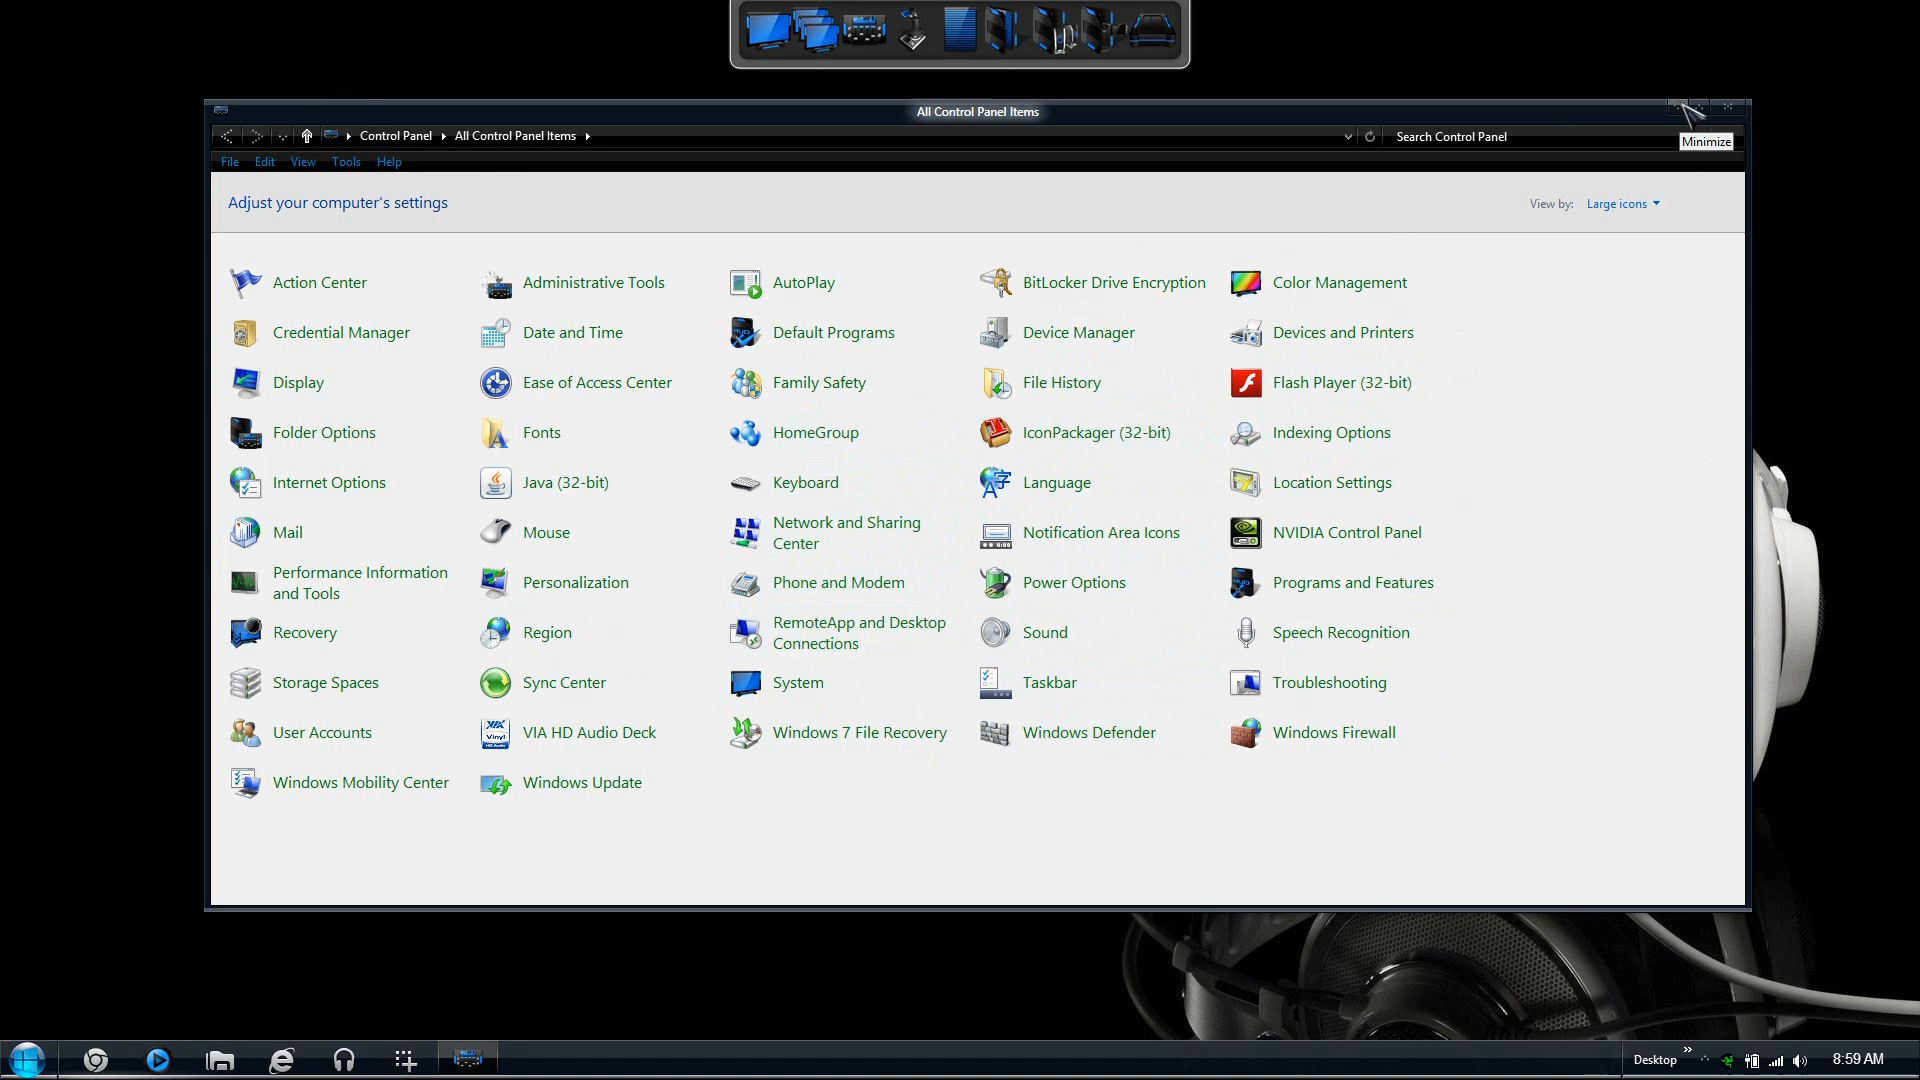 All Control Panel Items
Control Panel All Control Panel Items
Search Control Panel
Minimize
File Edit View Tools Help
Adjust your computer's settings
View by: Large icons
Action Center
Administrative Tools
AutoPlay
BitLocker Drive Encryption
Color Management
Credential Manager
Date and Time
Default Programs
Device Manager
Devices and Printers
Display
Ease of Access Center
Family Safety
File History
Flash Player (32-bit)
Folder Options
Fonts
HomeGroup
IconPackager (32-bit)
Indexing Options
Internet Options
Java (32-bit)
Keyboard
Language
Location Settings
Mail
Mouse
Network and Sharing
Center
Notification Area Icons
NVIDIA Control Panel
Performance Information
and Tools
Personalization
Phone and Modem
Power Options
Programs and Features
Recovery
Region
RemoteApp and Desktop
Connections
Sound
Speech Recognition
Storage Spaces
Sync Center
System
Taskbar
Troubleshooting
User Accounts
VIA HD Audio Deck
Windows 7 File Recovery
Windows Defender
Windows Firewall
Windows Mobility Center
Windows Update
Desktop
8:59 AM